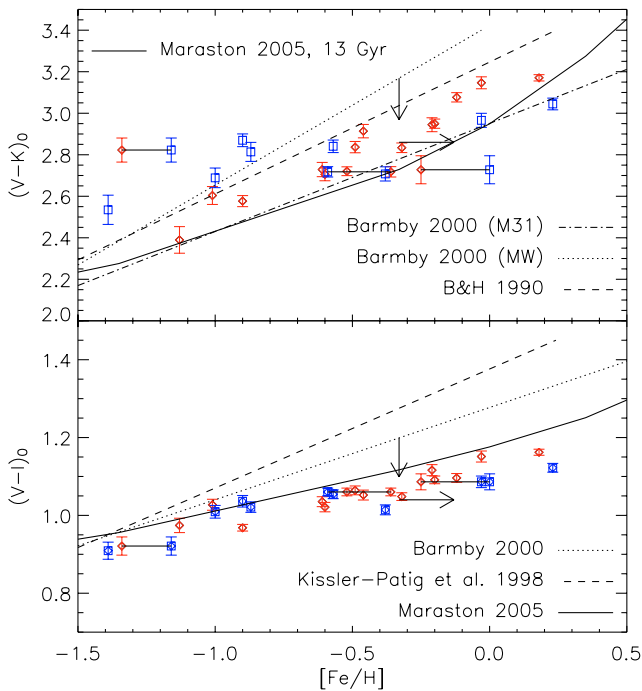 3.4
3.2
3.0
2.8
2.6
2.4
2.2
2.0
(V-K)0
Maraston 2005, 13 Gyr
Barmby 2000 (M31)
Barmby 2000 (MW)
B&H 1990
1.4
1.2
1.0
0.8
(V-I)0
Barmby 2000
Kissler-Patig et al. 1998
Maraston 2005
-1.5 -1.0 -0.5 0.0 0.5
[Fe/H]